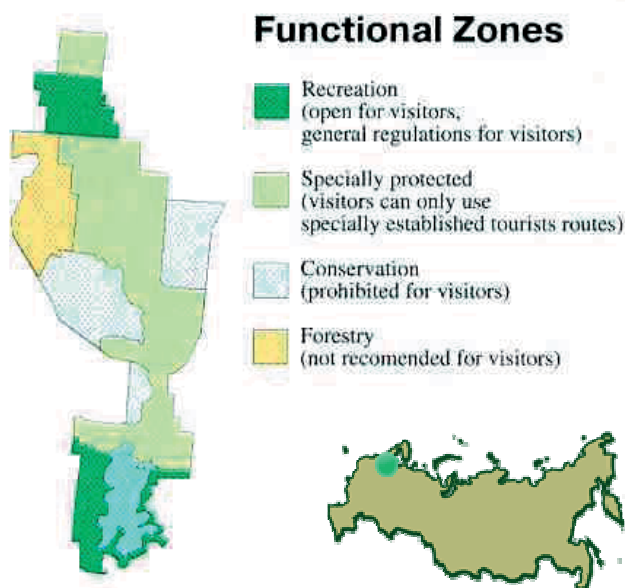 Functional Zones
Recreation
(open for visitors,
general regulations for visitors)
Specially protected
(visitors can only use
specially established tourists routes)
Conservation
(prohibited for visitors)
Forestry
(not recomended for visitors)